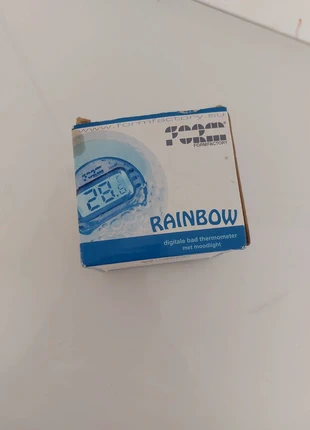 www.formfactory.eu
FORM
FORMFACTORY
28.
RAINBOW
digitale bad thermometer
met moodlight